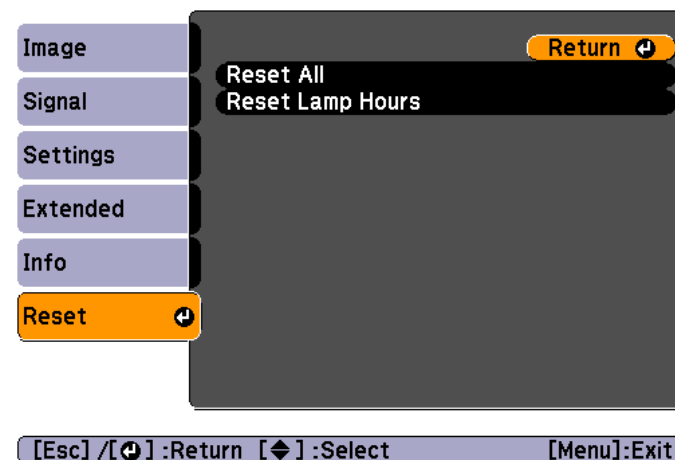 Image
Signal
Settings
Extended
Info
Reset
Return
Reset All
Reset Lamp Hours
[Esc] /[ ] :Return [ ] :Select [Menu]:Exit